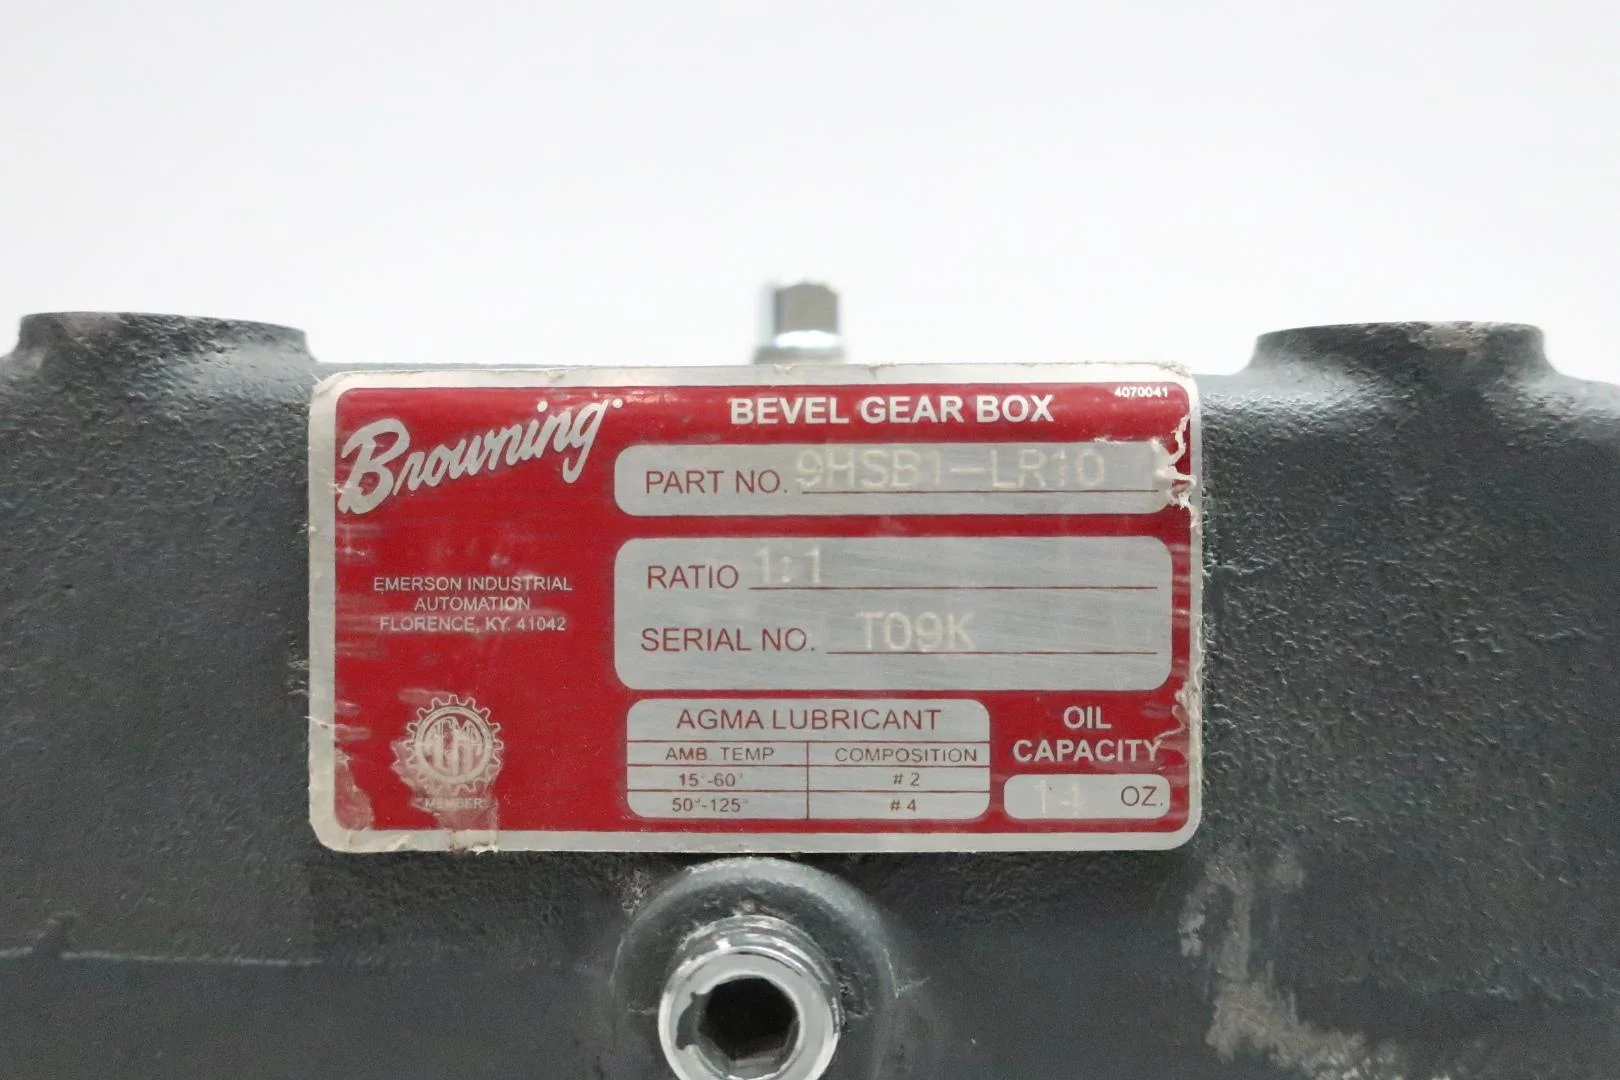 4070041
Browning
BEVEL GEAR BOX
PART NO. 9HSB1-LR10
RATIO 1:1
SERIAL NO. T09K
EMERSON INDUSTRIAL
AUTOMATION
FLORENCE, KY. 41042
MEMBER
AGMA LUBRICANT
AMB. TEMP COMPOSITION
15°-60° # 2
50°-125° # 4
OIL
CAPACITY
OZ.